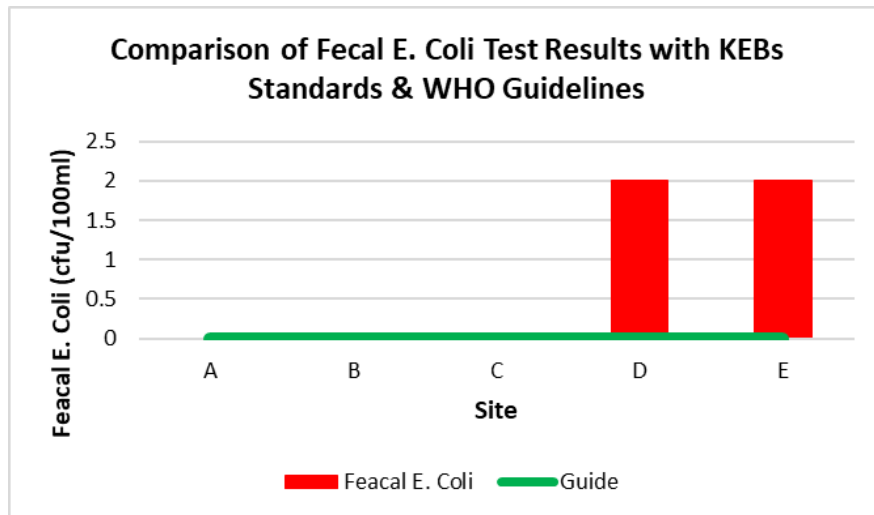 Comparison of Fecal E. Coli Test Results with KEBs
Standards & WHO Guidelines
Feacal E. Coli (cfu/100ml)
2.5
2
1.5
1
0.5
0
A B C D E
Site
Feacal E. Coli Guide